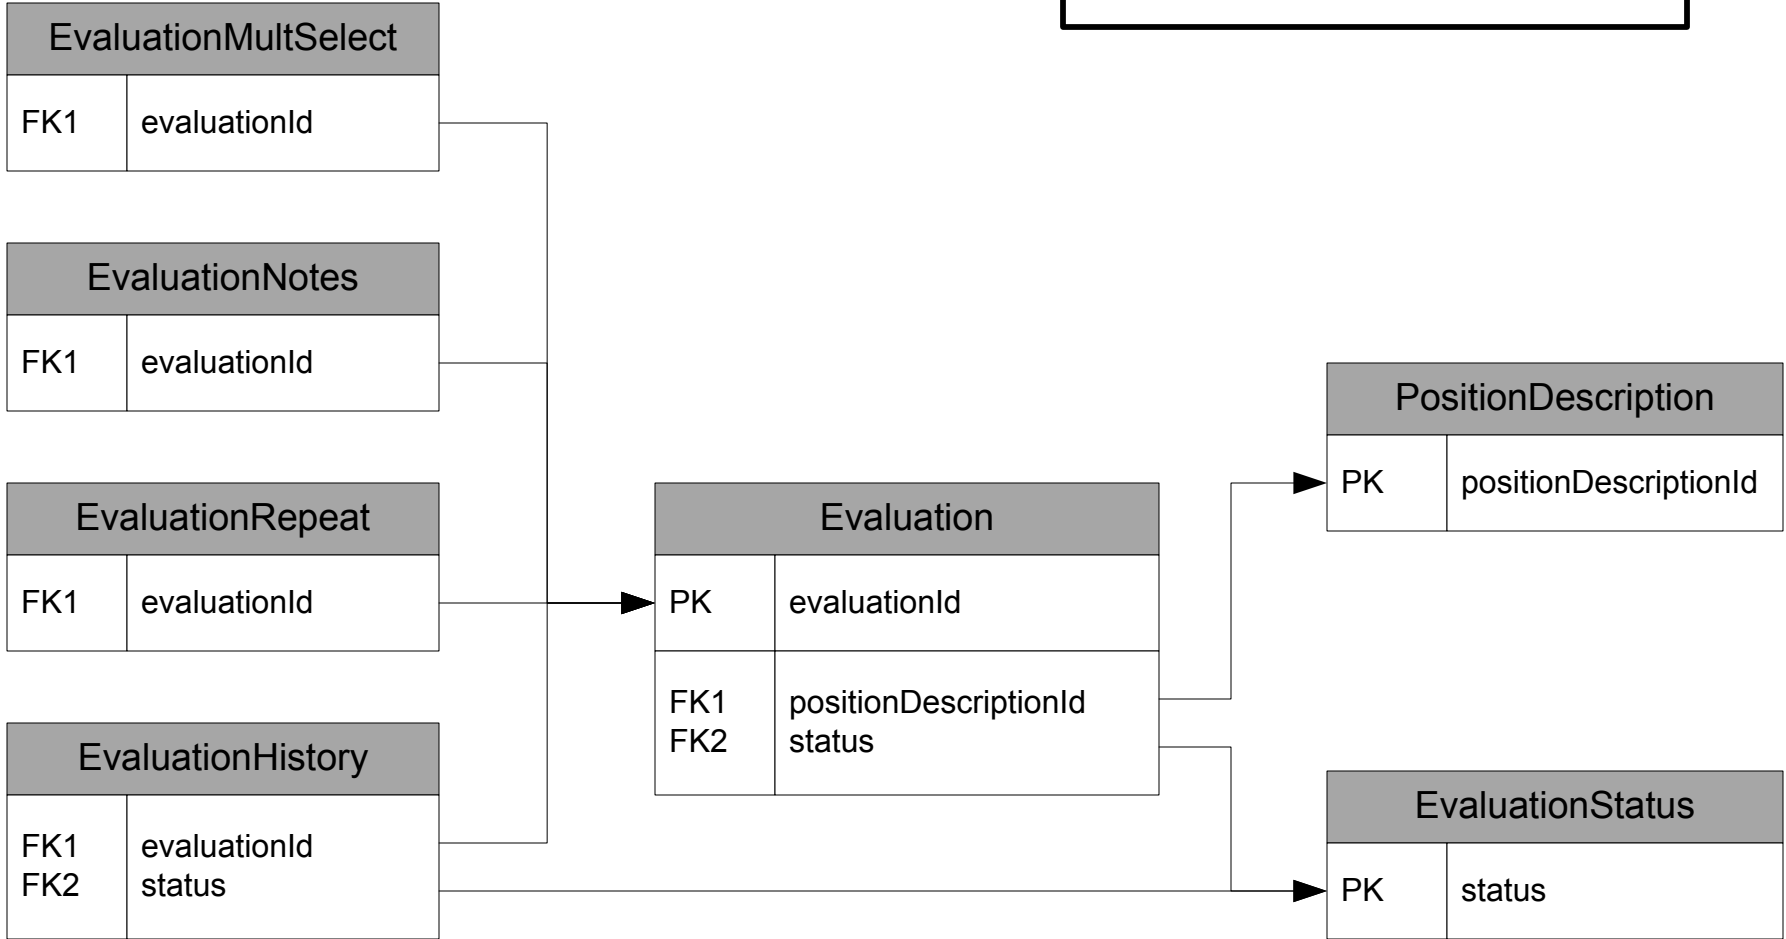 EvaluationMultSelect
FK1 evaluationId
EvaluationNotes
FK1 evaluationId
EvaluationRepeat
FK1 evaluationId
EvaluationHistory
FK1 evaluationId
FK2 status
Evaluation
PK evaluationId
FK1 positionDescriptionId
FK2 status
PositionDescription
PK positionDescriptionId
EvaluationStatus
PK status